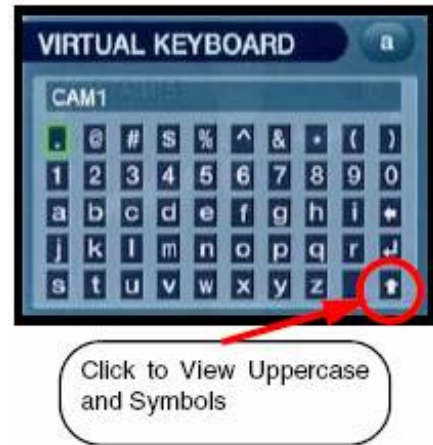 VIRTUAL KEYBOARD a
CAM1
. @ # $ % ^ & * ( )
1 2 3 4 5 6 7 8 9 0
a b c d e f g h i ←
j k l m n o p q r ↵
s t u v w x y z ↑
Click to View Uppercase
and Symbols